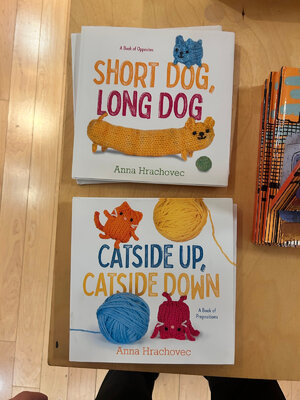 A Book of Opposites
SHORT DOG,
LONG DOG
Anna Hrachovec
CATSIDE UP,
CATSIDE DOWN
A Book of
Prepositions
Anna Hrachovec